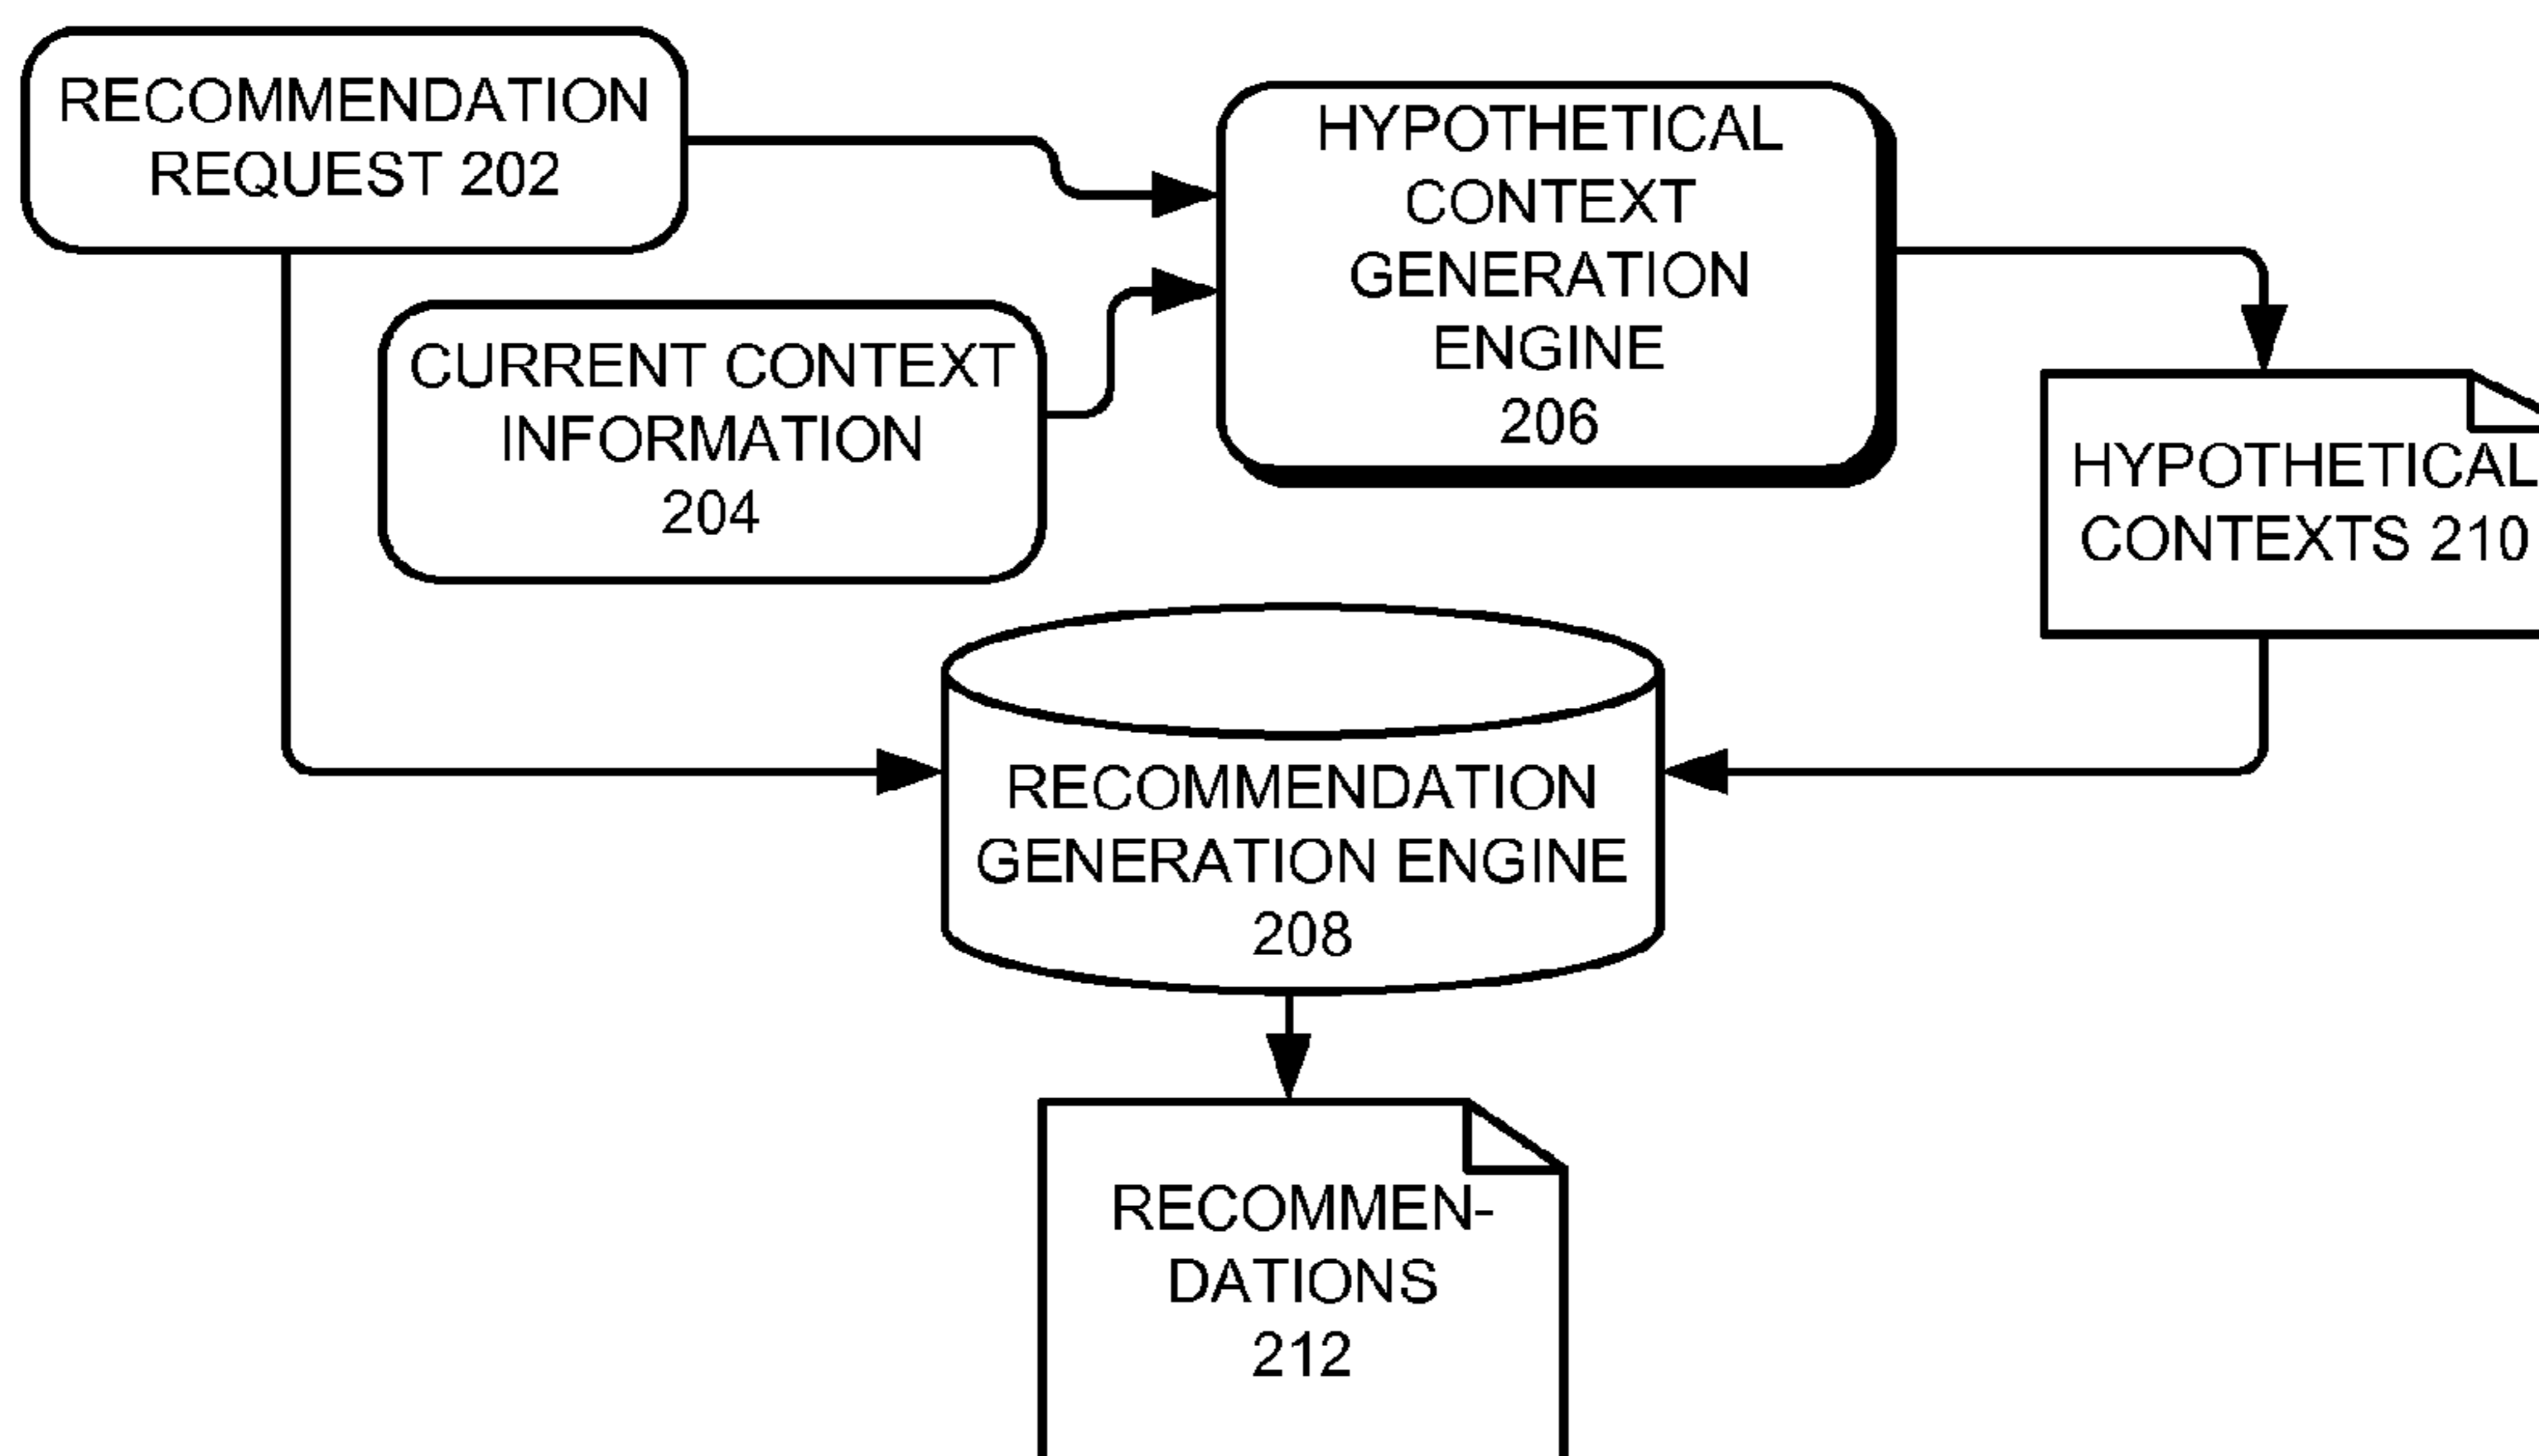 RECOMMENDATION
REQUEST 202
CURRENT CONTEXT
INFORMATION
204
HYPOTHETICAL
CONTEXT
GENERATION
ENGINE
206
HYPOTHETICAL
CONTEXTS 210
RECOMMENDATION
GENERATION ENGINE
208
RECOMMEN-
DATIONS
212